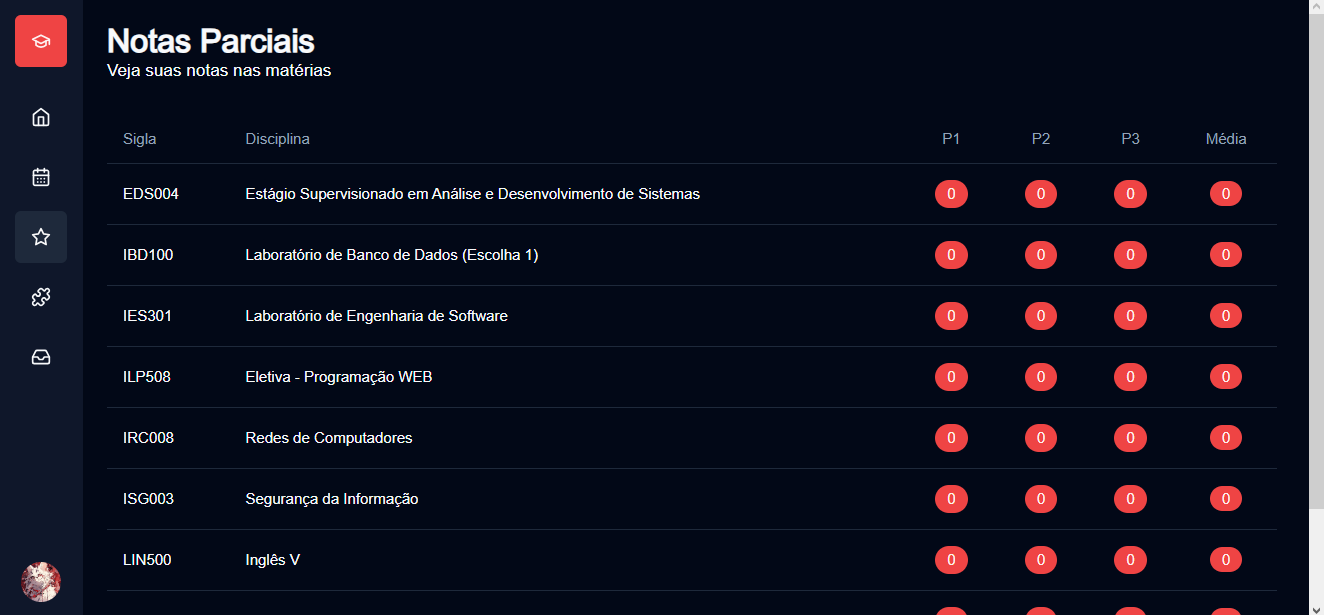 Notas Parciais
Veja suas notas nas matérias
Sigla Disciplina P1 P2 P3 Média
EDS004 Estágio Supervisionado em Análise e Desenvolvimento de Sistemas 0 0 0 0
IBD100 Laboratório de Banco de Dados (Escolha 1) 0 0 0 0
IES301 Laboratório de Engenharia de Software 0 0 0 0
ILP508 Eletiva - Programação WEB 0 0 0 0
IRC008 Redes de Computadores 0 0 0 0
ISG003 Segurança da Informação 0 0 0 0
LIN500 Inglês V 0 0 0 0